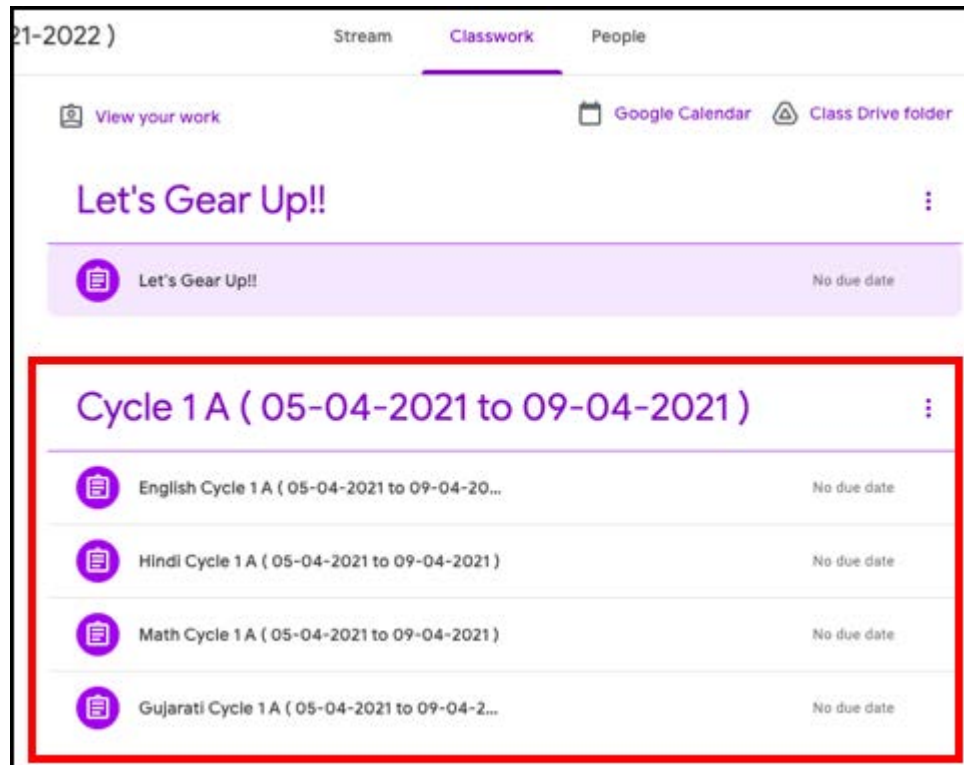 21-2022 )
Stream Classwork People
View your work Google Calendar Class Drive folder
Let's Gear Up!!
Let's Gear Up!! No due date
Cycle 1 A ( 05-04-2021 to 09-04-2021 )
English Cycle 1 A ( 05-04-2021 to 09-04-20... No due date
Hindi Cycle 1 A ( 05-04-2021 to 09-04-2021 ) No due date
Math Cycle 1 A ( 05-04-2021 to 09-04-2021 ) No due date
Gujarati Cycle 1 A ( 05-04-2021 to 09-04-2... No due date